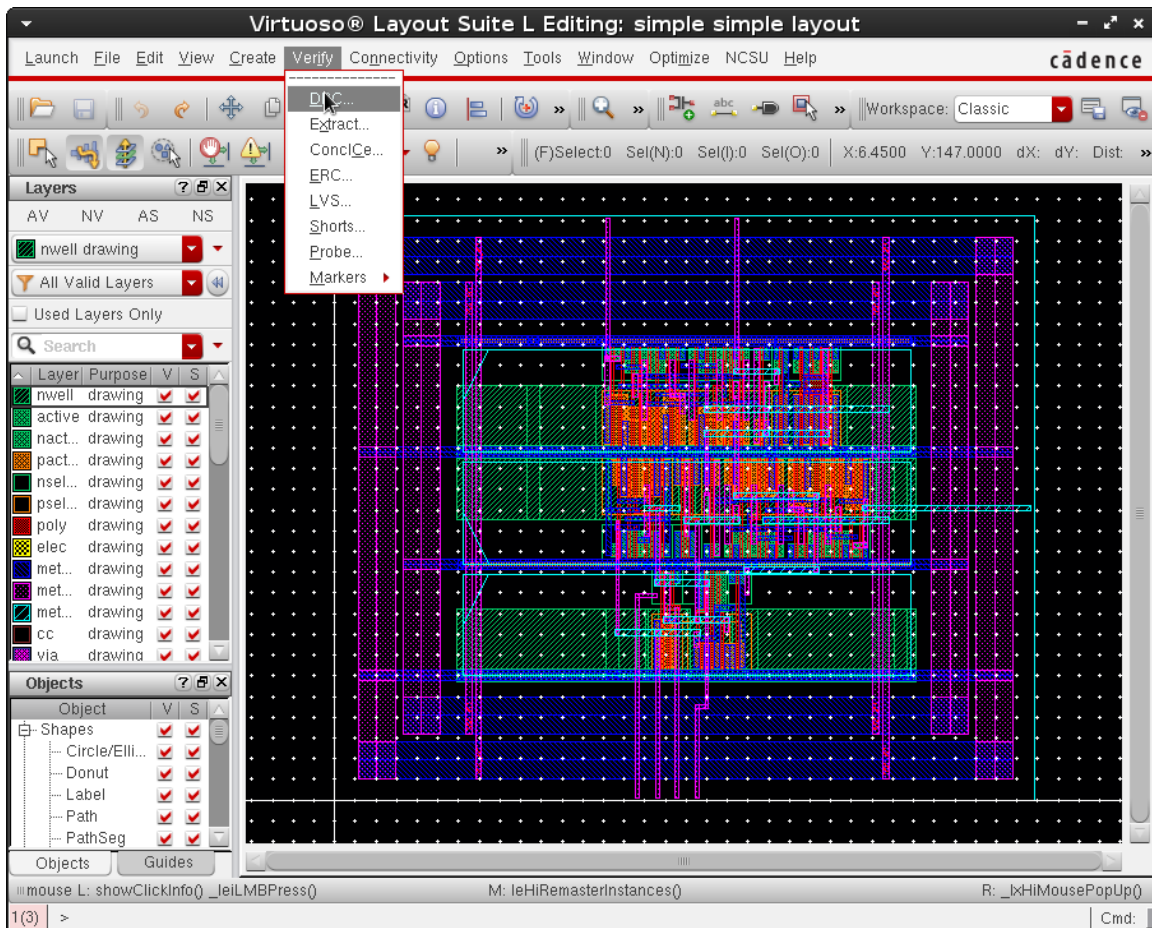 Virtuoso® Layout Suite L Editing: simple simple layout
Launch File Edit View Create Verify Connectivity Options Tools Window Optimize NCSU Help cādence
DRC...
Extract...
ConclCe...
ERC...
LVS...
Shorts...
Probe...
Markers
abc
» » » Workspace: Classic
» (F)Select:0 Sel(N):0 Sel(I):0 Sel(O):0 X:6.4500 Y:147.0000 dX: dY: Dist: »
Layers
AV NV AS NS
nwell drawing
All Valid Layers
Used Layers Only
Search
Layer Purpose V S
nwell drawing
active drawing
nact... drawing
pact... drawing
nsel... drawing
psel... drawing
poly drawing
elec drawing
met... drawing
met... drawing
met... drawing
cc drawing
via drawing
Objects
Object V S
Shapes
Circle/Elli...
Donut
Label
Path
PathSeg
Objects Guides
mouse L: showClickInfo() _leiLMBPress() M: leHiRemasterInstances() R: _lxHiMousePopUp()
1(3) > Cmd: